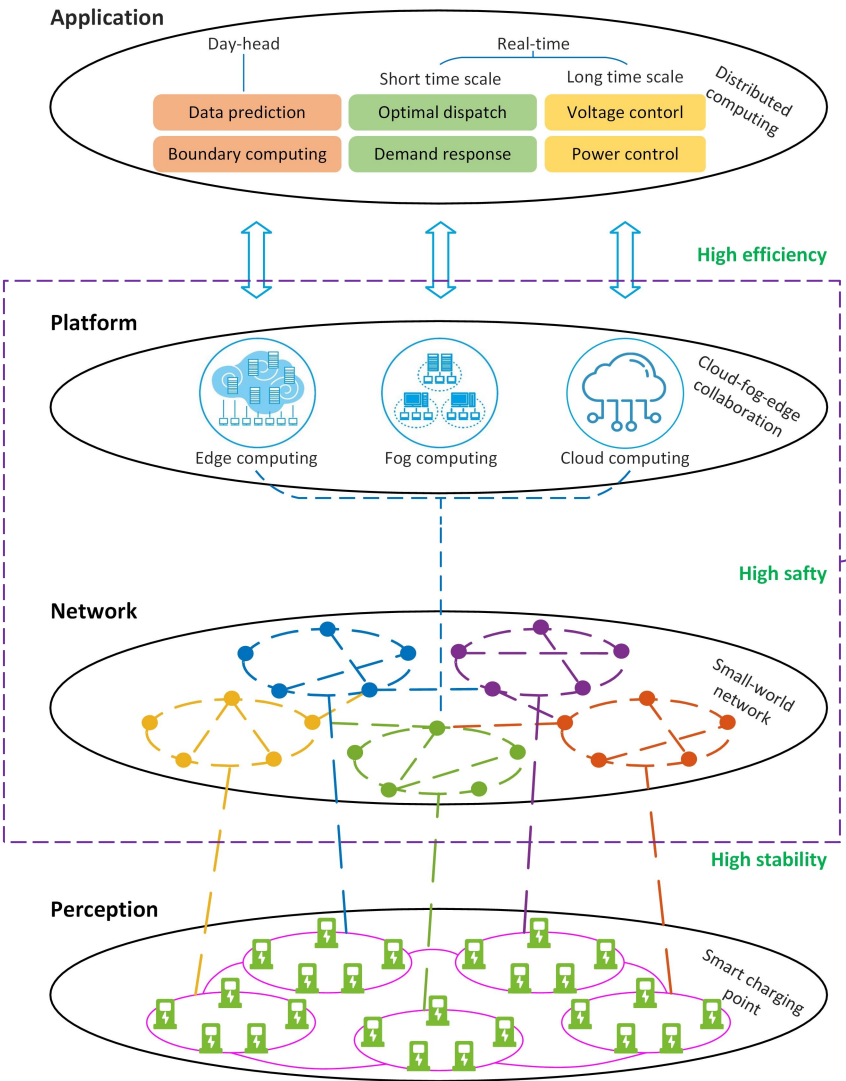 Application
Day-head
Real-time
Short time scale
Long time scale
Distributed
computing
Data prediction
Optimal dispatch
Voltage contorl
Boundary computing
Demand response
Power control
High efficiency
Platform
Cloud-fog-edge
collaboration
Edge computing
Fog computing
Cloud computing
High safty
Network
Small-world
network
High stability
Perception
Smart charging
point